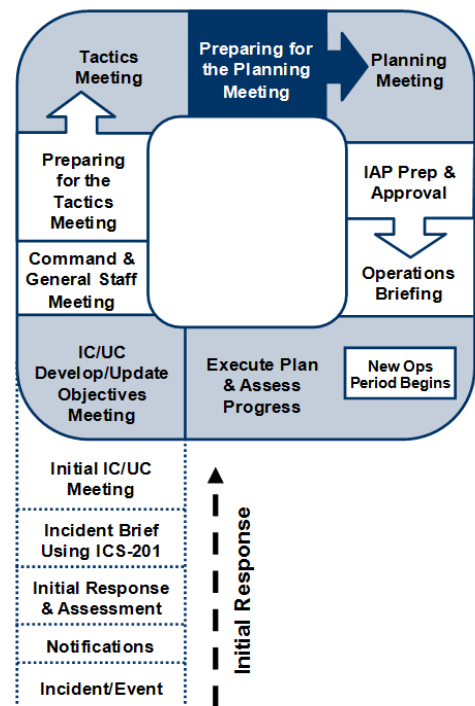 Tactics
Meeting
Preparing for
the Planning
Meeting
Planning
Meeting
Preparing
for the
Tactics
Meeting
IAP Prep &
Approval
Command &
General Staff
Meeting
Operations
Briefing
IC/UC
Develop/Update
Objectives
Meeting
Execute Plan
& Assess
Progress
New Ops
Period Begins
Initial IC/UC
Meeting
Incident Brief
Using ICS-201
Initial Response
& Assessment
Notifications
Incident/Event
Initial Response